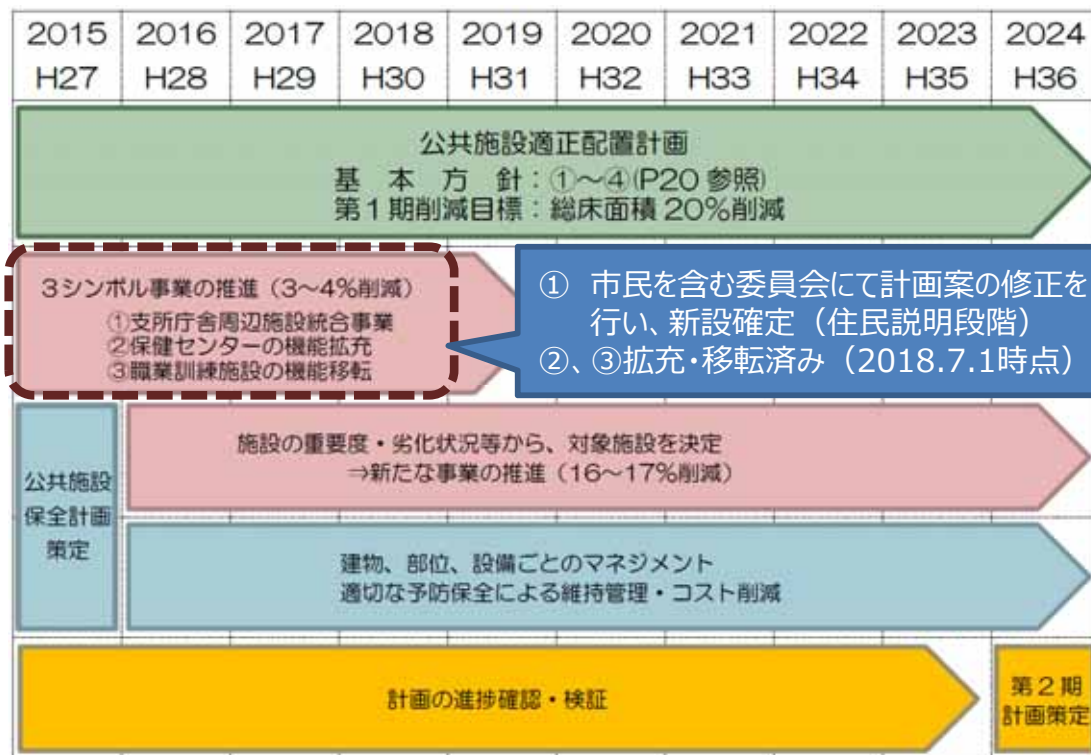 2015 2016 2017 2018 2019 2020 2021 2022 2023 2024
H27 H28 H29 H30 H31 H32 H33 H34 H35 H36
公共施設適正配置計画
基 本 方 針：①～④(P20 参照)
第１期削減目標：総床面積 20％削減
３シンボル事業の推進（3～4％削減）
①支所庁舎周辺施設統合事業
②保健センターの機能拡充
③職業訓練施設の機能移転
① 市民を含む委員会にて計画案の修正を
行い、新設確定（住民説明段階）
②、③拡充・移転済み（2018.7.1時点）
公共施設
保全計画
策定
施設の重要度・劣化状況等から、対象施設を決定
⇒新たな事業の推進（16～17％削減）
建物、部位、設備ごとのマネジメント
適切な予防保全による維持管理・コスト削減
計画の進捗確認・検証
第２期
計画策定